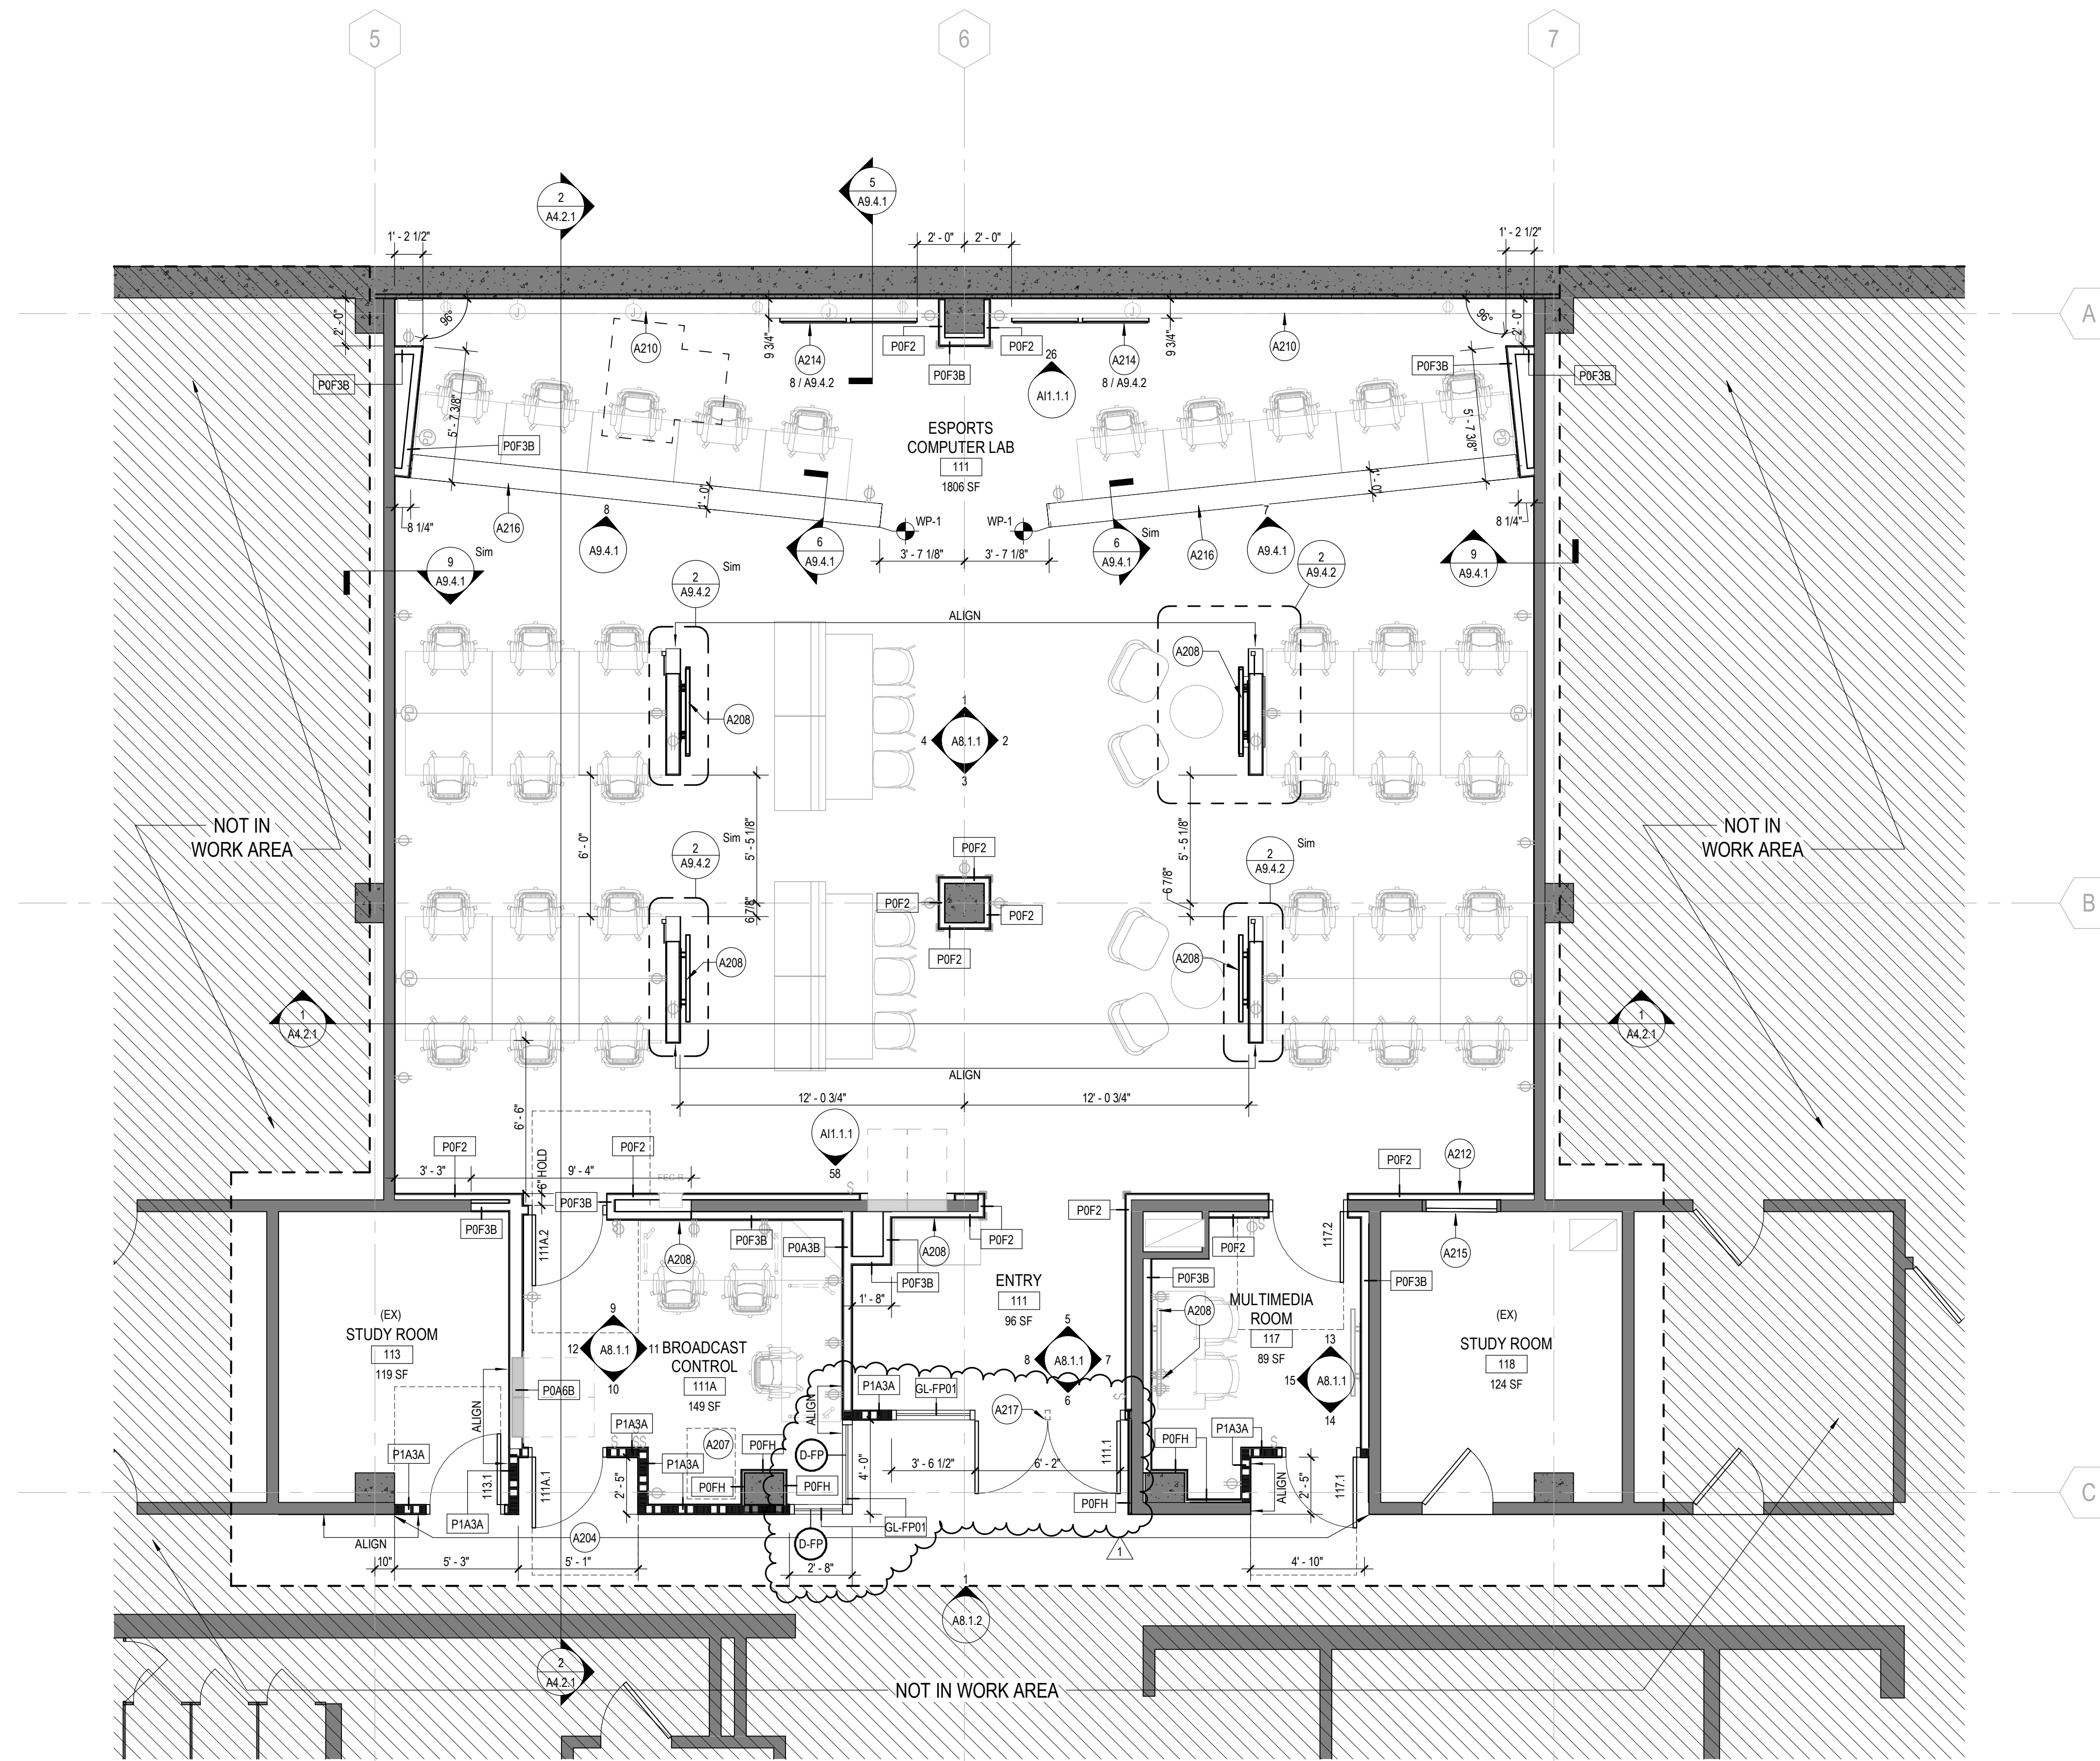 5
6
7
A
B
C
2
A4.2.1
5
A9.4.1
1' - 2 1/2"
2' - 0"
2' - 0"
1' - 2 1/2"
2' - 0"
96°
J
J
J
J
96°
2' - 0"
A210
9 3/4"
A214
8 / A9.4.2
P0F2
P0F2
P0F3B
26
AI1.1.1
A214
8 / A9.4.2
9 3/4"
A210
P0F3B
P0F3B
P0F3B
5' - 7 3/8"
P0F3B
5' - 7 3/8"
ESPORTS
COMPUTER LAB
111
1806 SF
8 1/4"
A216
1' - 0"
8
A9.4.1
6
A9.4.1
WP-1
WP-1
3' - 7 1/8"
3' - 7 1/8"
6
A9.4.1
Sim
A216
7
A9.4.1
1' - 0"
8 1/4"
9
A9.4.1
Sim
9
A9.4.1
2
A9.4.2
Sim
2
A9.4.2
ALIGN
A208
A208
1
A8.1.1
2
3
4
NOT IN
WORK AREA
NOT IN
WORK AREA
6' - 0"
5' - 5 1/8"
6 7/8"
5' - 5 1/8"
6 7/8"
2
A9.4.2
Sim
2
A9.4.2
Sim
P0F2
P0F2
P0F2
P0F2
A208
A208
1
A4.2.1
1
A4.2.1
ALIGN
12' - 0 3/4"
12' - 0 3/4"
6' - 6"
AI1.1.1
58
P0F2
P0F2
3' - 3"
9' - 4"
6" HOLD
FEC-R
S
P0F2
A212
P0F3B
P0F3B
P0F3B
A208
P0A3B
A208
P0F2
P0F3B
P0F2
P0F2
A215
111A.2
117.2
P0F3B
P0F3B
1' - 8"
ENTRY
111
96 SF
A208
MULTIMEDIA
ROOM
117
89 SF
(EX)
STUDY ROOM
113
119 SF
(EX)
STUDY ROOM
118
124 SF
9
A8.1.1
10
11
12
BROADCAST
CONTROL
111A
149 SF
5
A8.1.1
6
7
8
13
A8.1.1
14
15
P0A6B
P1A3A
GL-FP01
A217
ALIGN
ALIGN
P1A3A
P1A3A
P1A3A
A207
P0FH
P0FH
P0FH
D-FP
4' - 0"
3' - 6 1/2"
6' - 2"
111.1
P0FH
P0FH
P1A3A
ALIGN
2' - 5"
117.1
113.1
111A.1
2' - 5"
P1A3A
P1A3A
A204
GL-FP01
D-FP
ALIGN
10"
5' - 3"
5' - 1"
2' - 8"
1
4' - 10"
1
A8.1.2
2
A4.2.1
NOT IN WORK AREA